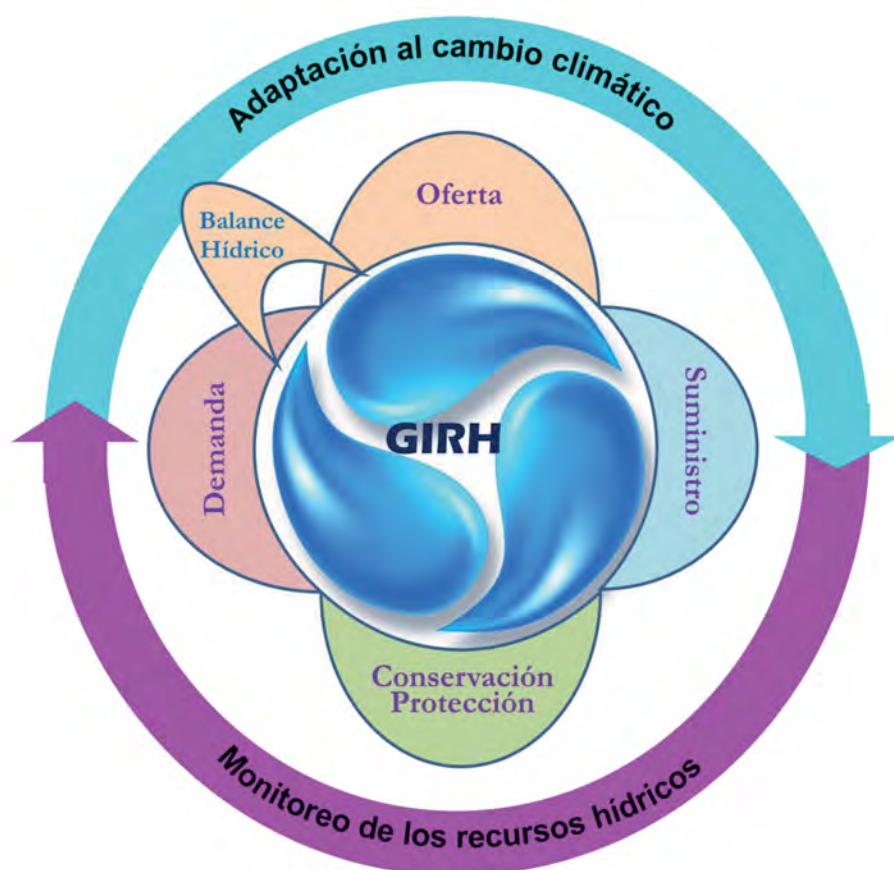 Adaptación al cambio climático
Oferta
Balance
Hídrico
Demanda
GIRH
Suministro
Conservación
Protección
Monitoreo de los recursos hídricos